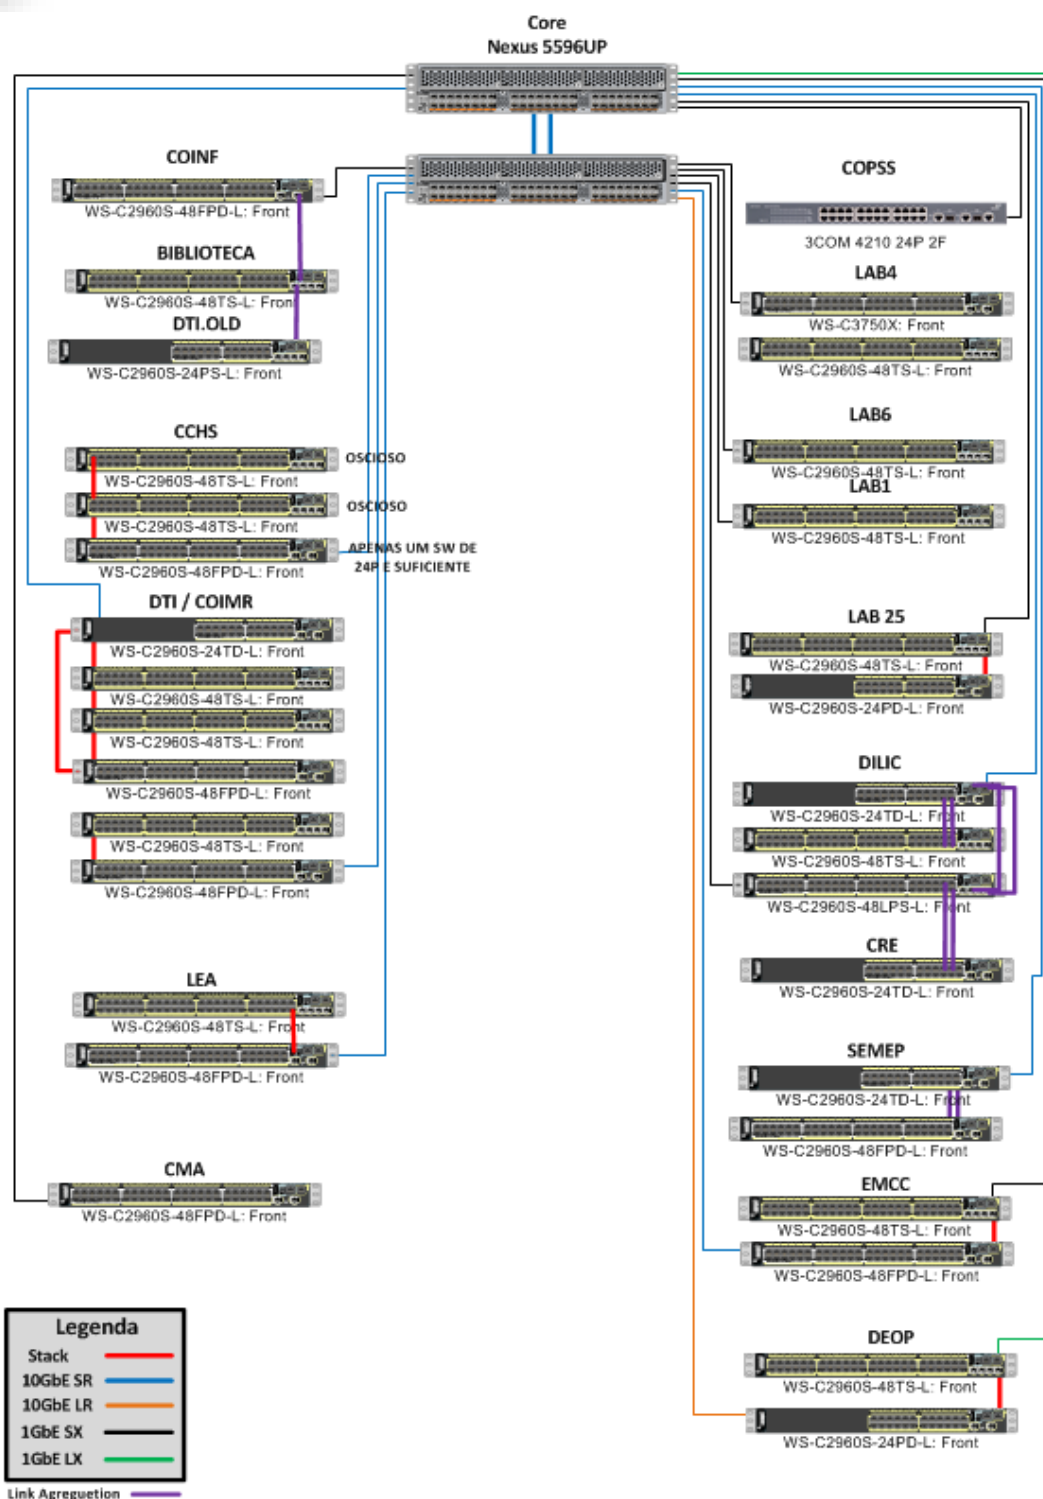 Core
Nexus 5596UP
COINF
WS-C2960S-48FPD-L: Front
BIBLIOTECA
WS-C2960S-48TS-L: Front
DTI.OLD
WS-C2960S-24PS-L: Front
CCHS
OSCIOSO
WS-C2960S-48TS-L: Front
OSCIOSO
WS-C2960S-48TS-L: Front
APENAS UM SW DE
24P E SUFICIENTE
WS-C2960S-48FPD-L: Front
DTI / COIMR
WS-C2960S-24TD-L: Front
WS-C2960S-48TS-L: Front
WS-C2960S-48TS-L: Front
WS-C2960S-48FPD-L: Front
WS-C2960S-48TS-L: Front
WS-C2960S-48FPD-L: Front
LEA
WS-C2960S-48TS-L: Front
WS-C2960S-48FPD-L: Front
CMA
WS-C2960S-48FPD-L: Front
COPSS
3COM 4210 24P 2F
LAB4
WS-C3750X: Front
WS-C2960S-48TS-L: Front
LAB6
WS-C2960S-48TS-L: Front
LAB1
WS-C2960S-48TS-L: Front
LAB 25
WS-C2960S-48TS-L: Front
WS-C2960S-24PD-L: Front
DILIC
WS-C2960S-24TD-L: Front
WS-C2960S-48TS-L: Front
WS-C2960S-48LPS-L: Front
CRE
WS-C2960S-24TD-L: Front
SEMEP
WS-C2960S-24TD-L: Front
WS-C2960S-48FPD-L: Front
EMCC
WS-C2960S-48TS-L: Front
WS-C2960S-48FPD-L: Front
DEOP
WS-C2960S-48TS-L: Front
WS-C2960S-24PD-L: Front
Legenda
Stack
10GbE SR
10GbE LR
1GbE SX
1GbE LX
Link Agreguetion